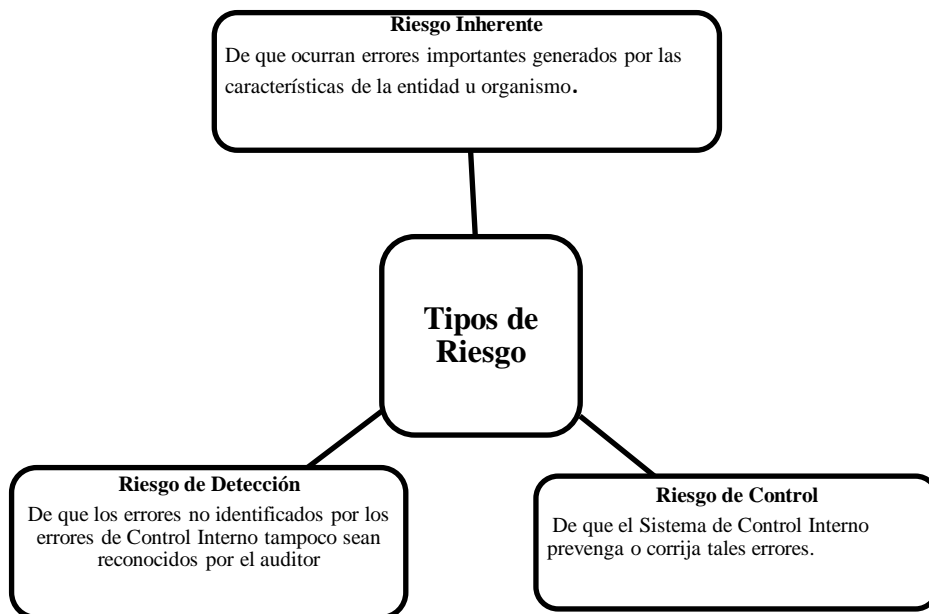 Riesgo Inherente
De que ocurran errores importantes generados por las
características de la entidad u organismo.
Tipos de
Riesgo
Riesgo de Detección
De que los errores no identificados por los
errores de Control Interno tampoco sean
reconocidos por el auditor
Riesgo de Control
De que el Sistema de Control Interno
prevenga o corrija tales errores.